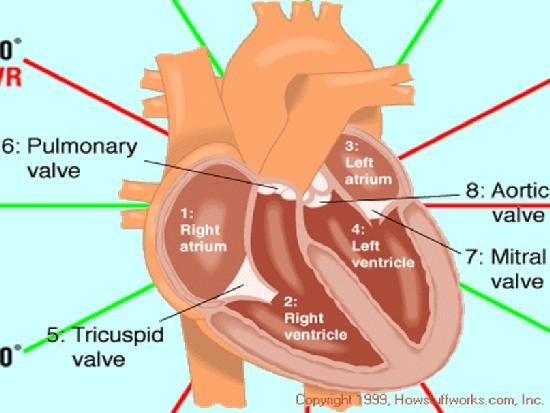 0°
VR
6: Pulmonary
valve
3:
Left
atrium
8: Aortic
valve
1:
Right
atrium
4:
Left
ventricle
7: Mitral
valve
2:
Right
ventricle
5: Tricuspid
valve
0°
Copyright 1999, Howstuffworks.com, Inc.